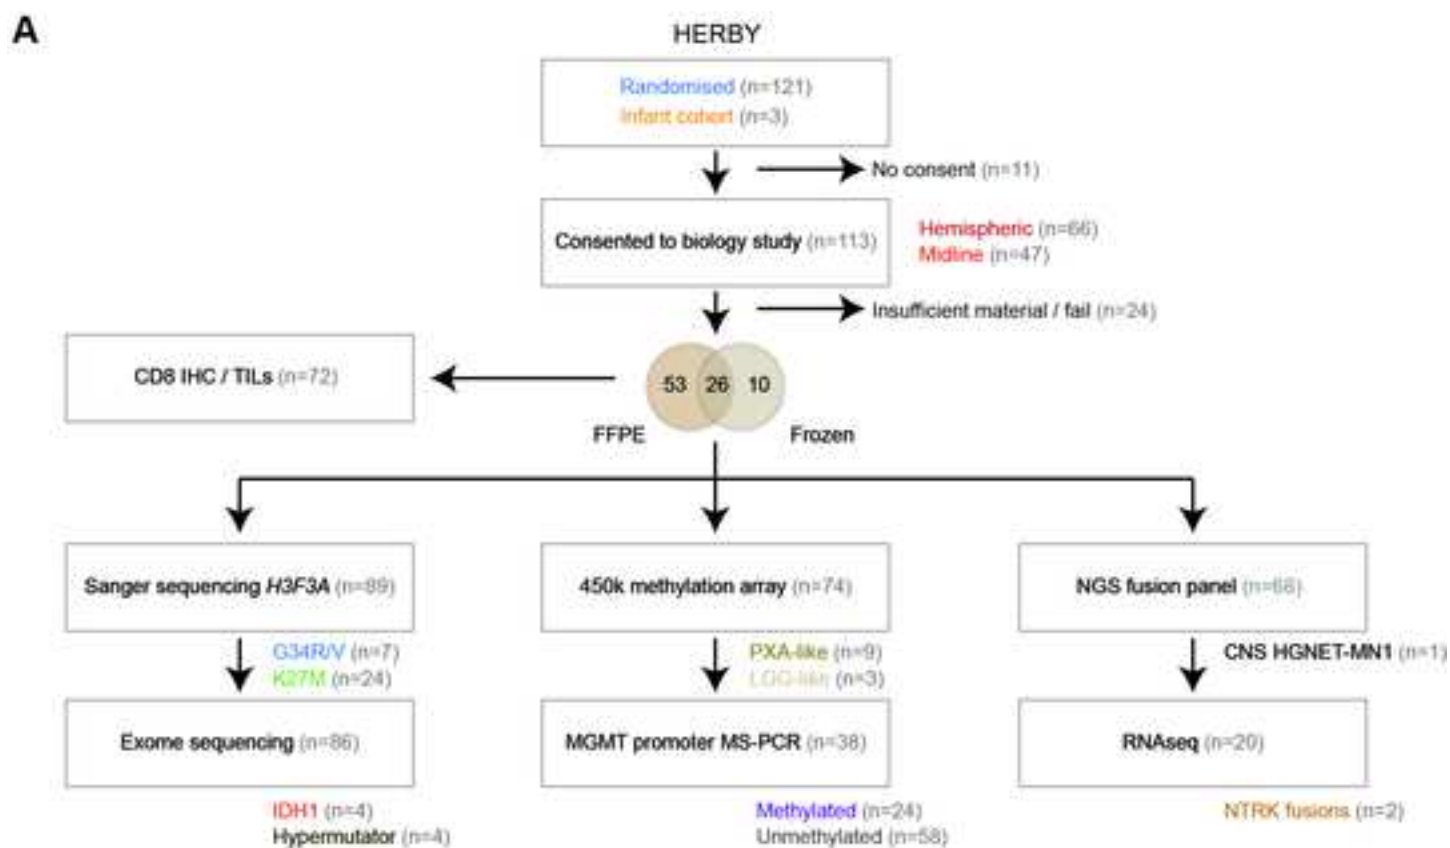 A
HERBY
Randomised (n=121)
Infant cohort (n=3)
No consent (n=11)
Consented to biology study (n=113)
Hemispheric (n=66)
Midline (n=47)
Insufficient material / fail (n=24)
CD8 IHC / TILs (n=72)
53 26 10
FFPE Frozen
Sanger sequencing H3F3A (n=89)
450k methylation array (n=74)
NGS fusion panel (n=68)
G34R/V (n=7)
K27M (n=24)
PXA-like (n=9)
LGG-like (n=3)
CNS HGNET-MN1 (n=1)
Exome sequencing (n=86)
MGMT promoter MS-PCR (n=38)
RNAseq (n=20)
IDH1 (n=4)
Hypermutator (n=4)
Methylated (n=24)
Unmethylated (n=58)
NTRK fusions (n=2)